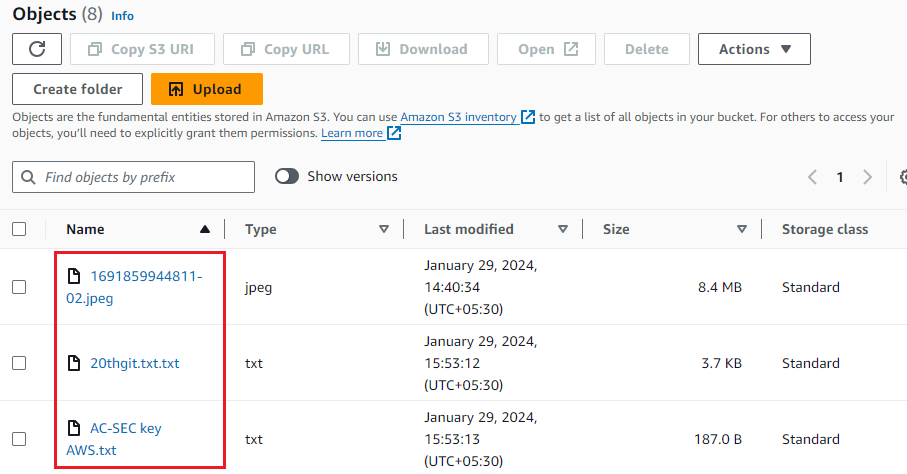 Objects (8) Info
Copy S3 URI Copy URL Download Open Delete Actions
Create folder Upload
Objects are the fundamental entities stored in Amazon S3. You can use Amazon S3 inventory to get a list of all objects in your bucket. For others to access your
objects, you'll need to explicitly grant them permissions. Learn more
Find objects by prefix Show versions 1
Name Type Last modified Size Storage class
1691859944811-
02.jpeg
jpeg
January 29, 2024,
14:40:34
(UTC+05:30)
8.4 MB
Standard
20thgit.txt.txt
txt
January 29, 2024,
15:53:12
(UTC+05:30)
3.7 KB
Standard
AC-SEC key
AWS.txt
txt
January 29, 2024,
15:53:13
(UTC+05:30)
187.0 B
Standard